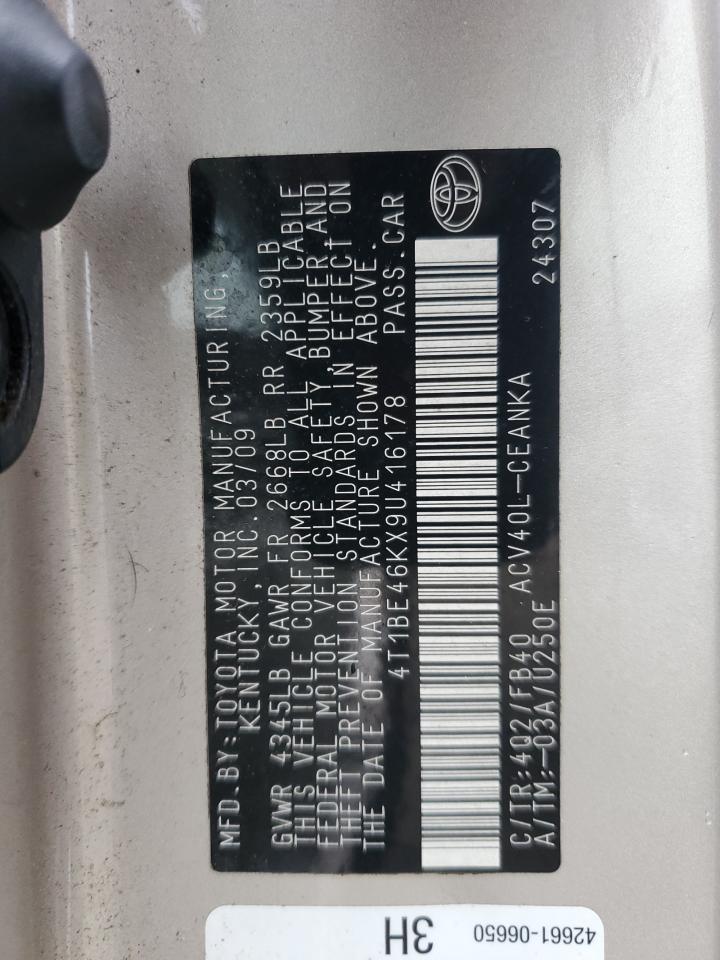 MFD.BY:TOYOTA MOTOR MANUFACTURING,
KENTUCKY, INC.03/09
GVWR 4345LB GAWR FR 2668LB RR 2359LB
THIS VEHICLE CONFORMS TO ALL APPLICABLE
FEDERAL MOTOR VEHICLE SAFETY,BUMPER,AND
THEFT PREVENTION STANDARDS IN EFFECT ON
THE DATE OF MANUFACTURE SHOWN ABOVE.
4T1BE46KX9U416178 PASS.CAR
C/TR:4Q2/FB40 ACV40L-CEANKA 24307
A/TM:-03A/U250E
42661-06650
3H